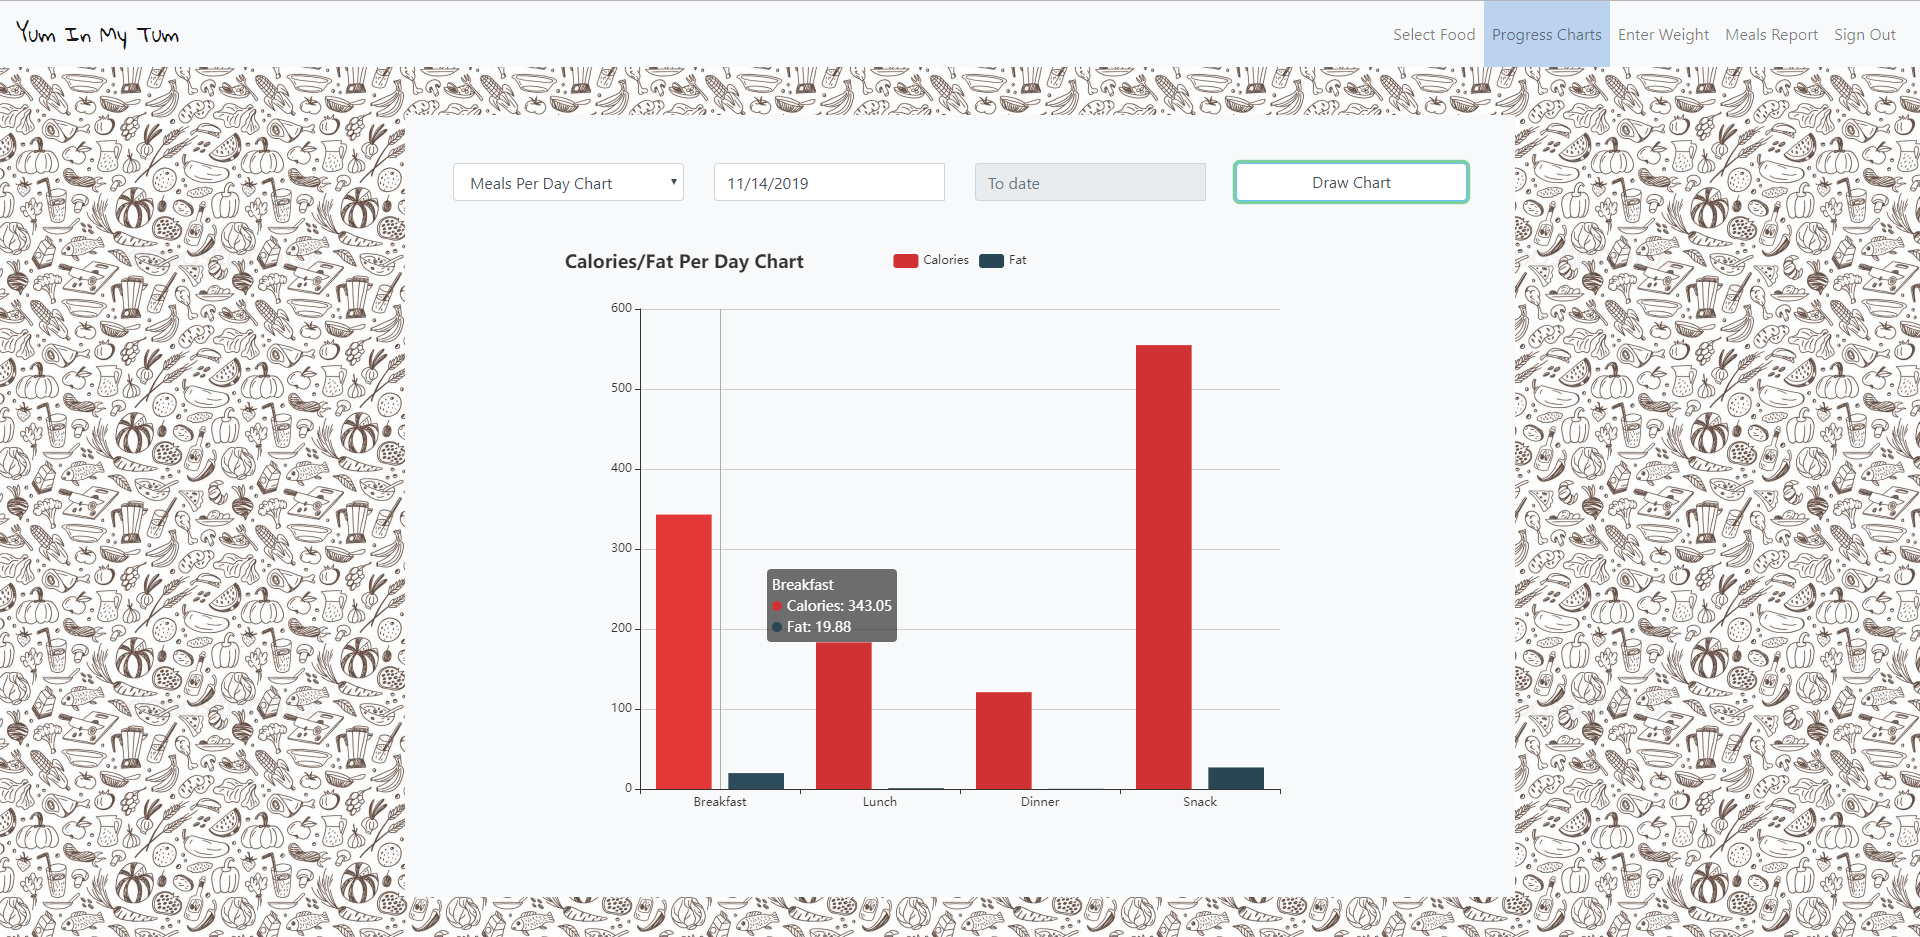 Yum In My Tum
Select Food Progress Charts Enter Weight Meals Report Sign Out
Meals Per Day Chart 11/14/2019 To date Draw Chart
Calories/Fat Per Day Chart Calories Fat
600
500
400
300
Breakfast
Calories: 343.05
Fat: 19.88
200
100
0
Breakfast Lunch Dinner Snack